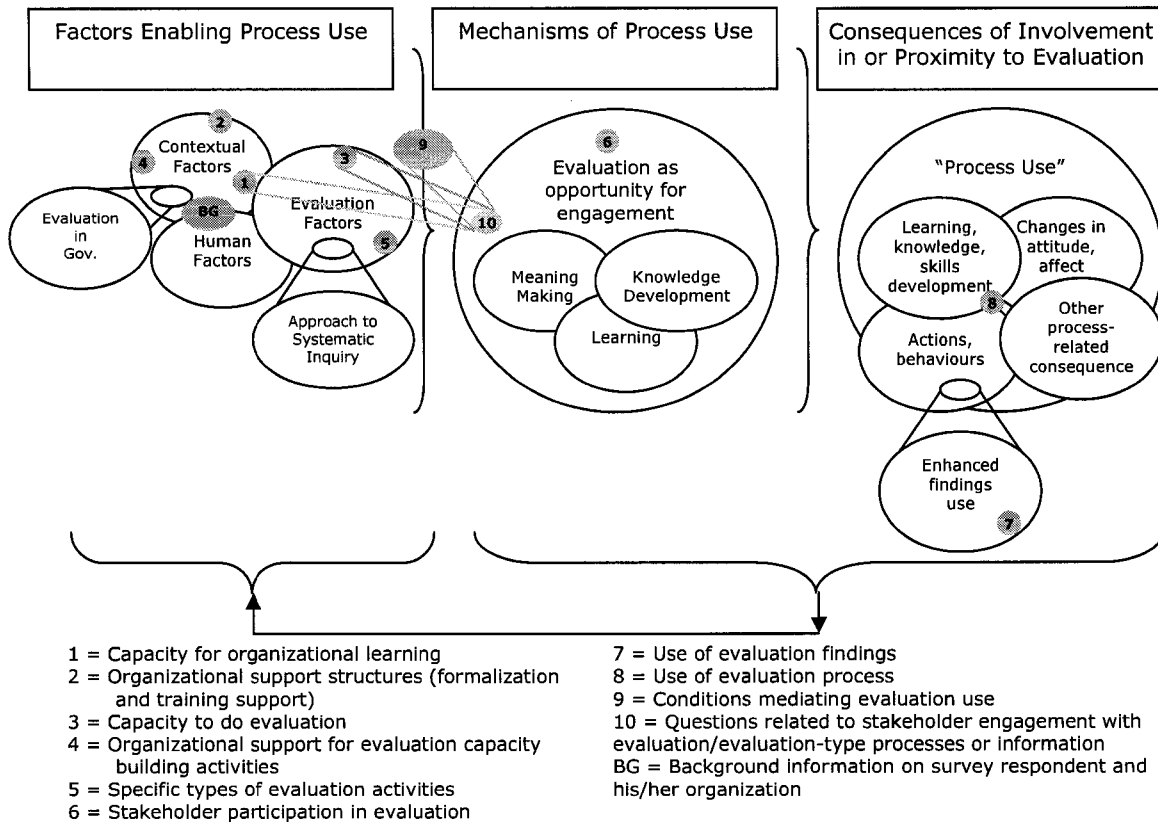 Factors Enabling Process Use
Mechanisms of Process Use
Consequences of Involvement
in or Proximity to Evaluation
2
4
Contextual
Factors
1
3
9
BG
Evaluation
in
Gov.
Human
Factors
Evaluation
Factors
5
Approach to
Systematic
Inquiry
6
Evaluation as
opportunity for
engagement
10
Meaning
Making
Knowledge
Development
Learning
“Process Use”
Learning,
knowledge,
skills
development
Changes in
attitude,
affect
8
Actions,
behaviours
Other
process-
related
consequence
Enhanced
findings
use
7
1 = Capacity for organizational learning
2 = Organizational support structures (formalization
and training support)
3 = Capacity to do evaluation
4 = Organizational support for evaluation capacity
building activities
5 = Specific types of evaluation activities
6 = Stakeholder participation in evaluation
7 = Use of evaluation findings
8 = Use of evaluation process
9 = Conditions mediating evaluation use
10 = Questions related to stakeholder engagement with
evaluation/evaluation-type processes or information
BG = Background information on survey respondent and
his/her organization